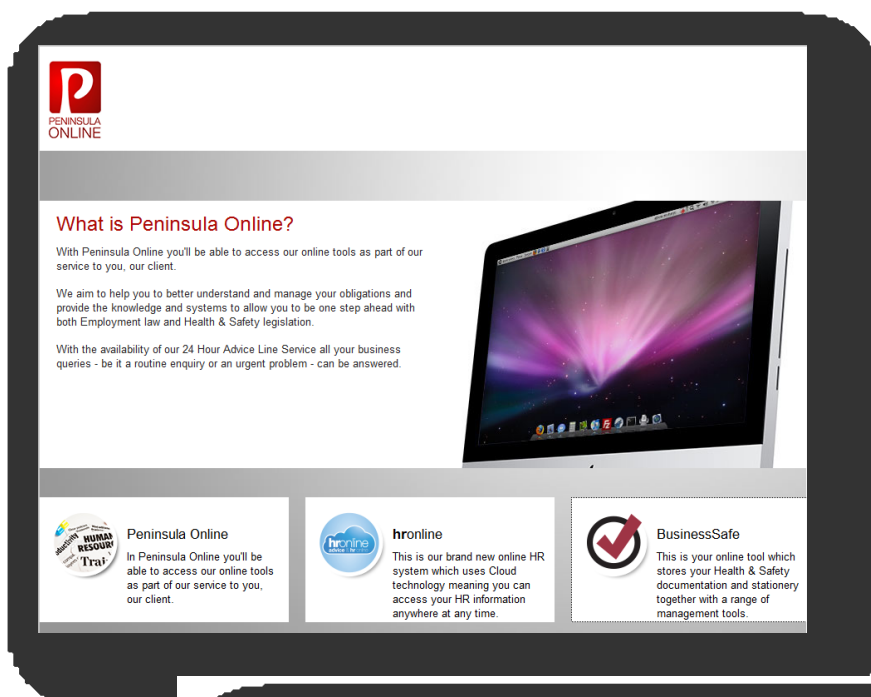 PENINSULA
ONLINE
What is Peninsula Online?
With Peninsula Online you'll be able to access our online tools as part of our
service to you, our client.
We aim to help you to better understand and manage your obligations and
provide the knowledge and systems to allow you to be one step ahead with
both Employment law and Health & Safety legislation.
With the availability of our 24 Hour Advice Line Service all your business
queries - be it a routine enquiry or an urgent problem - can be answered.
HUMAN
RESOUR
Trai
Peninsula Online
In Peninsula Online you'll be
able to access our online tools
as part of our service to you,
our client.
hronline
hronline
This is our brand new online HR
system which uses Cloud
technology meaning you can
access your HR information
anywhere at any time.
BusinessSafe
This is your online tool which
stores your Health & Safety
documentation and stationery
together with a range of
management tools.